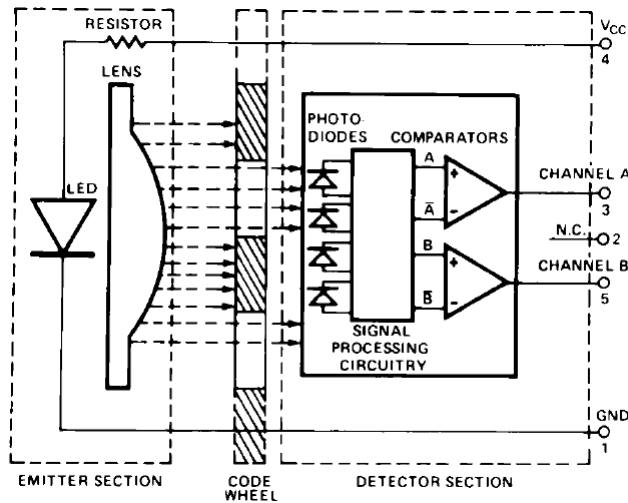 RESISTOR
VCC
4
LENS
PHOTO-
DIODES
COMPARATORS
LED
A
+
CHANNEL A
3
Ā
−
N.C.
2
B
+
CHANNEL B
5
B̄
−
SIGNAL
PROCESSING
CIRCUITRY
GND
1
EMITTER SECTION
CODE
WHEEL
DETECTOR SECTION